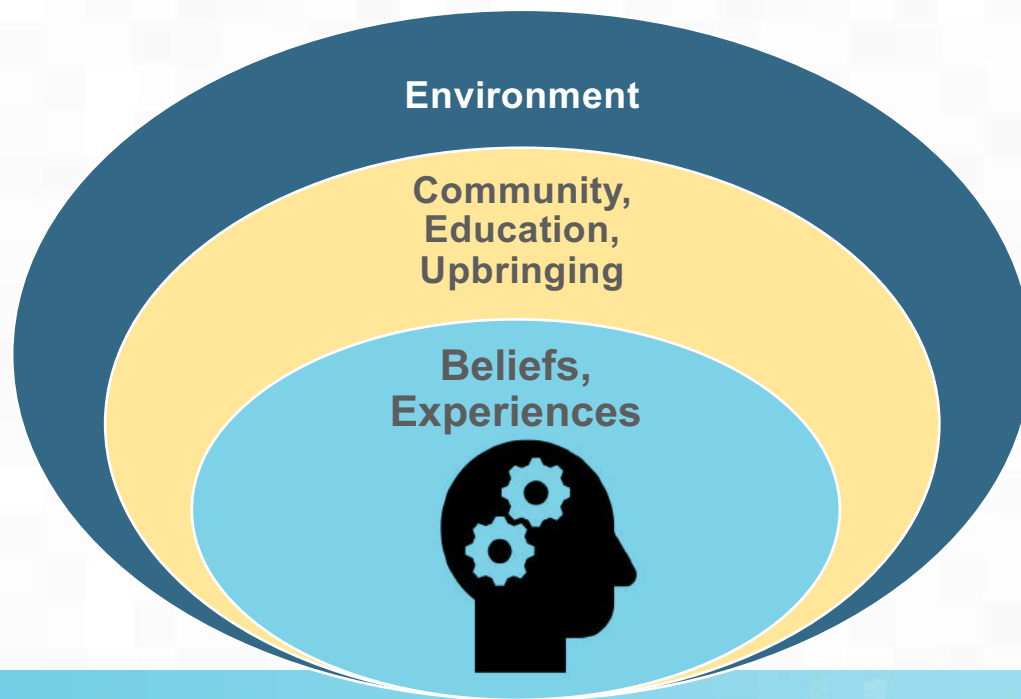 Environment
Community,
Education,
Upbringing
Beliefs,
Experiences